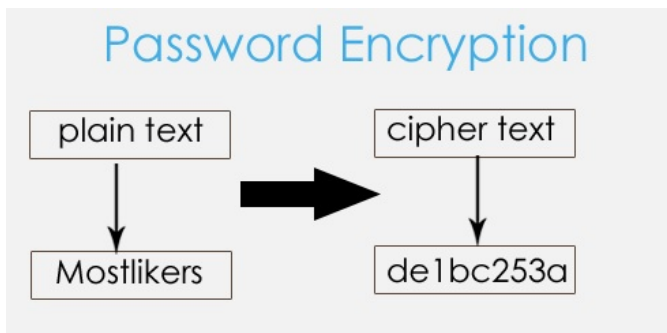 Password Encryption
plain text
cipher text
Mostlikers
de1bc253a